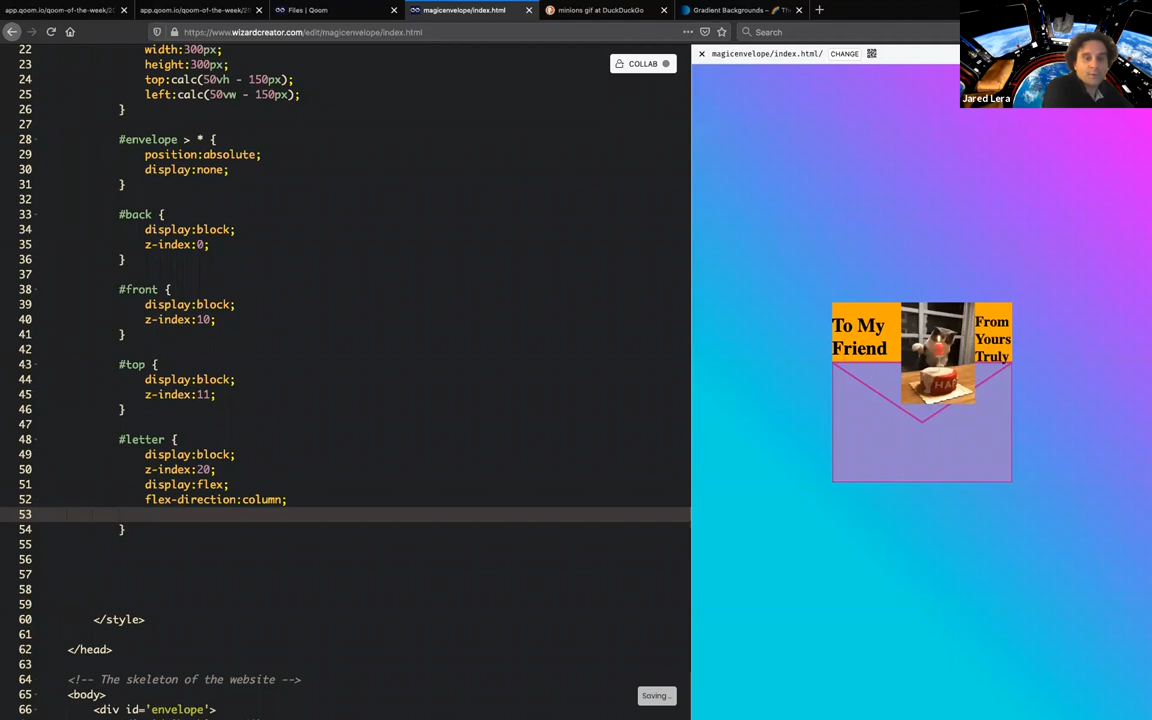 app.qoom.io/qoom-of-the-week/2
app.qoom.io/qoom-of-the-week/2
Files | Qoom
magicenvelope/index.html
minions gif at DuckDuckGo
Gradient Backgrounds –
https://www.wizardcreator.com/edit/magicenvelope/index.html
Search
22 width:300px;
23 height:300px;
24 top:calc(50vh - 150px);
25 left:calc(50vw - 150px);
26 }
27
28 #envelope > * {
29 position:absolute;
30 display:none;
31 }
32
33 #back {
34 display:block;
35 z-index:0;
36 }
37
38 #front {
39 display:block;
40 z-index:10;
41 }
42
43 #top {
44 display:block;
45 z-index:11;
46 }
47
48 #letter {
49 display:block;
50 z-index:20;
51 display:flex;
52 flex-direction:column;
53
54 }
55
56
57
58
59
60 </style>
61
62 </head>
63
64 <!-- The skeleton of the website -->
65 <body>
66 <div id='envelope'>
COLLAB
Saving...
magicenvelope/index.html/
CHANGE
To My
Friend
From
Yours
Truly
Jared Lera